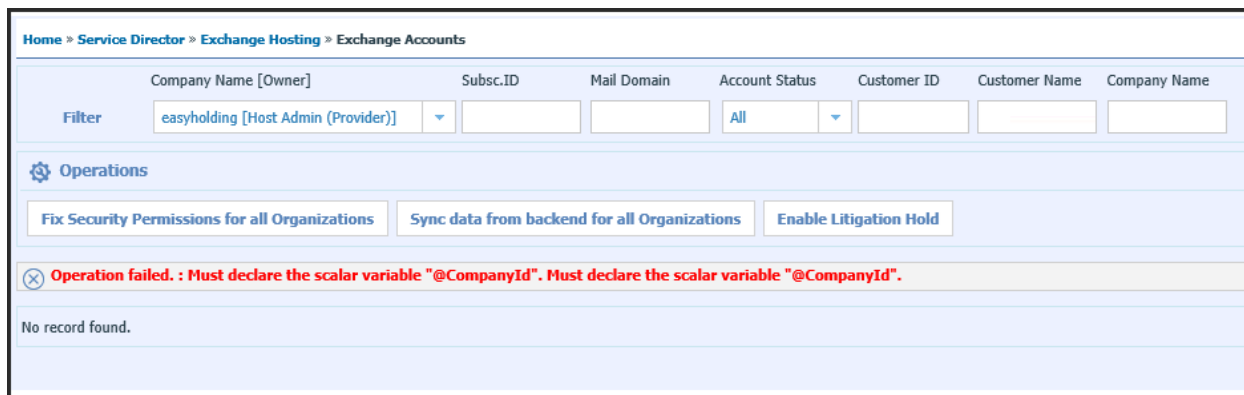 Home » Service Director » Exchange Hosting » Exchange Accounts
Company Name [Owner] Subsc.ID Mail Domain Account Status Customer ID Customer Name Company Name
Filter easyholding [Host Admin (Provider)] All
Operations
Fix Security Permissions for all Organizations Sync data from backend for all Organizations Enable Litigation Hold
Operation failed. : Must declare the scalar variable "@CompanyId". Must declare the scalar variable "@CompanyId".
No record found.